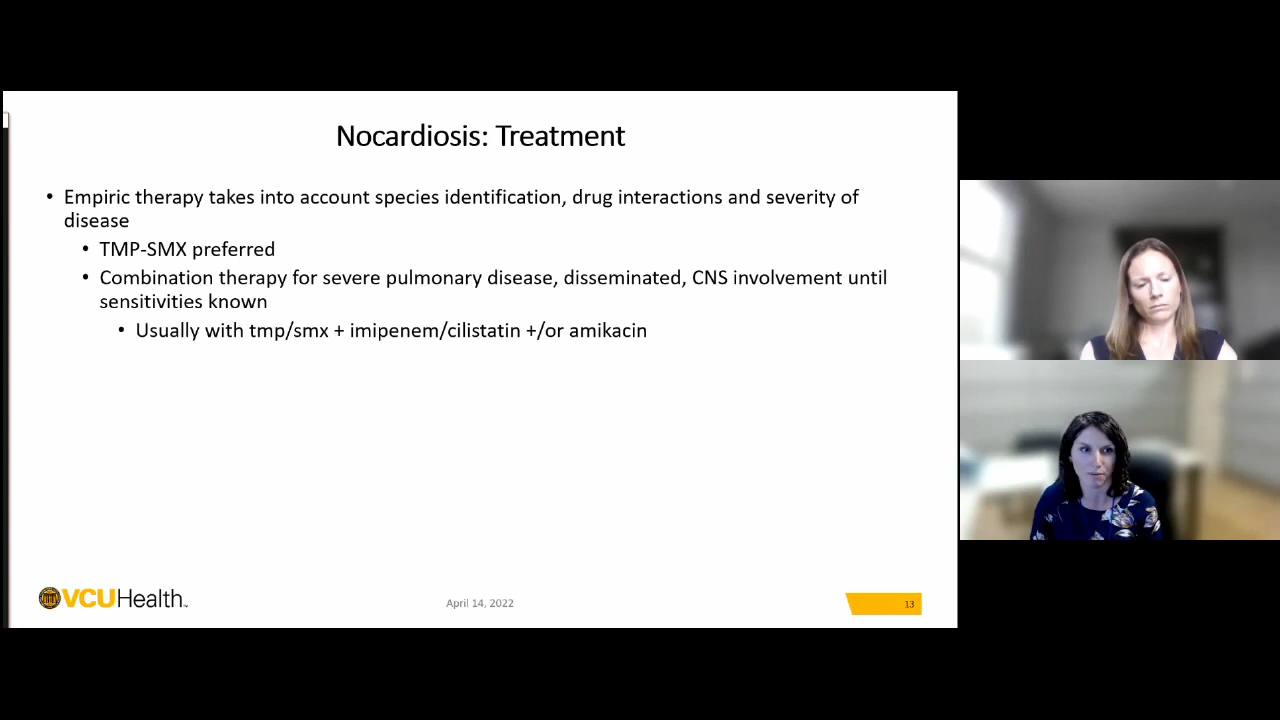 Nocardiosis: Treatment
• Empiric therapy takes into account species identification, drug interactions and severity of
disease
• TMP-SMX preferred
• Combination therapy for severe pulmonary disease, disseminated, CNS involvement until
sensitivities known
• Usually with tmp/smx + imipenem/cilistatin +/or amikacin
VCUHealth™
April 14, 2022
13